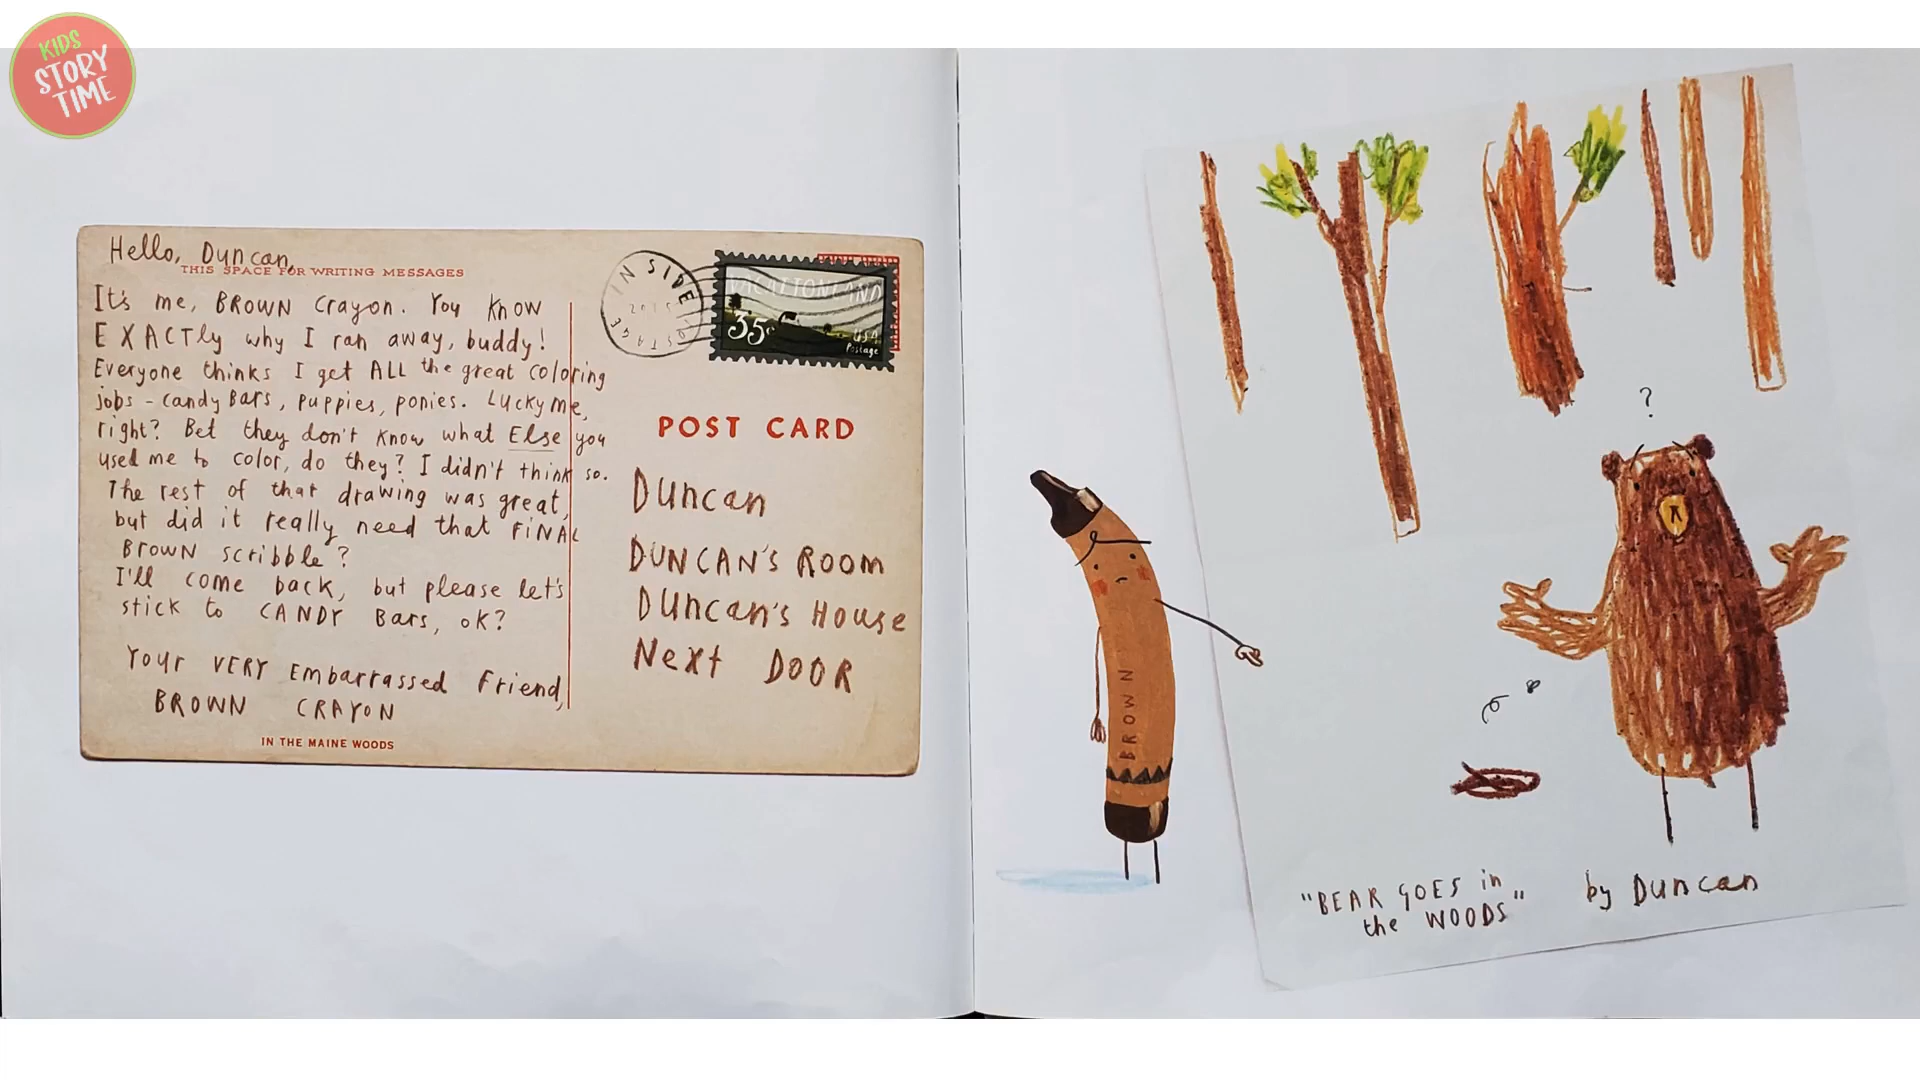 KIDS
STORY
TIME
Hello, Duncan,
THIS SPACE FOR WRITING MESSAGES
It's me, BROWN Crayon. You know
EXACTLy why I ran away, buddy!
Everyone thinks I get ALL the great coloring
jobs - candy Bars, puppies, ponies. Lucky me,
right? Bet they don't know what Else you
used me to color, do they? I didn't think so.
The rest of that drawing was great,
but did it really need that FINAL
BROWN scribble?
I'll come back, but please let's
stick to CANDY Bars, ok?
Your VERY Embarrassed Friend,
BROWN CRAYON
IN THE MAINE WOODS
INSIDE
POSTAGE
VACATIONLAND
35¢
USA
Postage
POST CARD
Duncan
DUNCAN'S ROOM
Duncan's House
Next DOOR
BROWN
?
"BEAR GOES in
the WOODS"
by Duncan